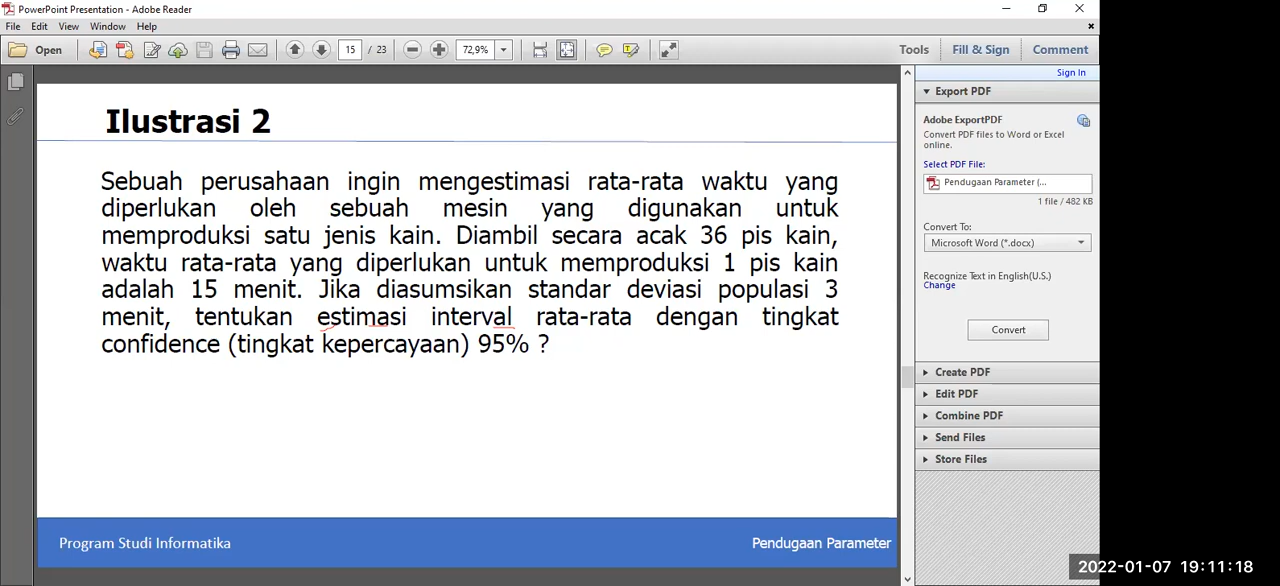 PowerPoint Presentation - Adobe Reader
File Edit View Window Help
Open 15 / 23 72,9% Tools Fill & Sign Comment
Sign In
Export PDF
Adobe ExportPDF
Convert PDF files to Word or Excel
online.
Select PDF File:
Pendugaan Parameter (...
1 file / 482 KB
Convert To:
Microsoft Word (*.docx)
Recognize Text in English(U.S.)
Change
Convert
Create PDF
Edit PDF
Combine PDF
Send Files
Store Files
Ilustrasi 2
Sebuah perusahaan ingin mengestimasi rata-rata waktu yang
diperlukan oleh sebuah mesin yang digunakan untuk
memproduksi satu jenis kain. Diambil secara acak 36 pis kain,
waktu rata-rata yang diperlukan untuk memproduksi 1 pis kain
adalah 15 menit. Jika diasumsikan standar deviasi populasi 3
menit, tentukan estimasi interval rata-rata dengan tingkat
confidence (tingkat kepercayaan) 95% ?
Program Studi Informatika
Pendugaan Parameter
2022-01-07 19:11:18